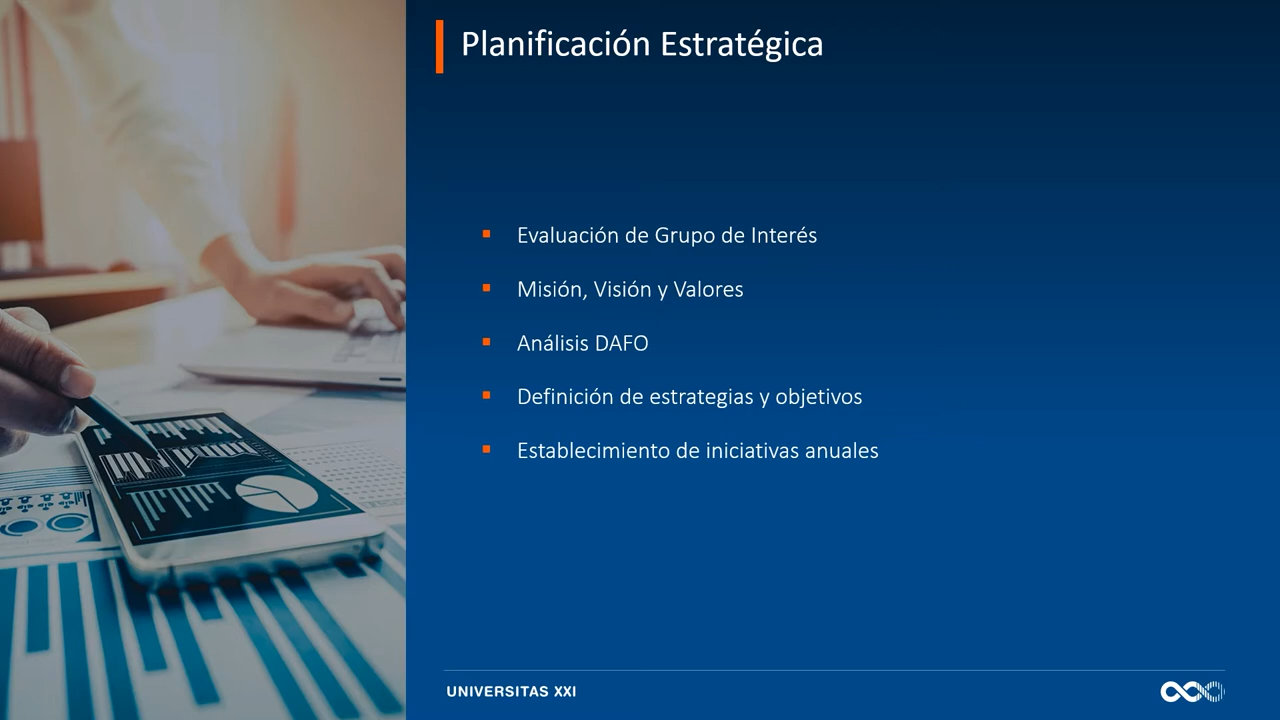 Planificación Estratégica
Evaluación de Grupo de Interés
Misión, Visión y Valores
Análisis DAFO
Definición de estrategias y objetivos
Establecimiento de iniciativas anuales
UNIVERSITAS XXI